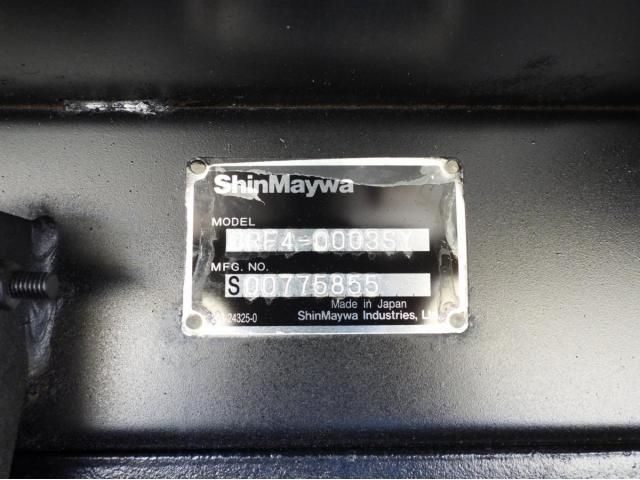 ShinMaywa
MODEL
MFG. NO.
S00775855
Made in Japan
ShinMaywa Industries,